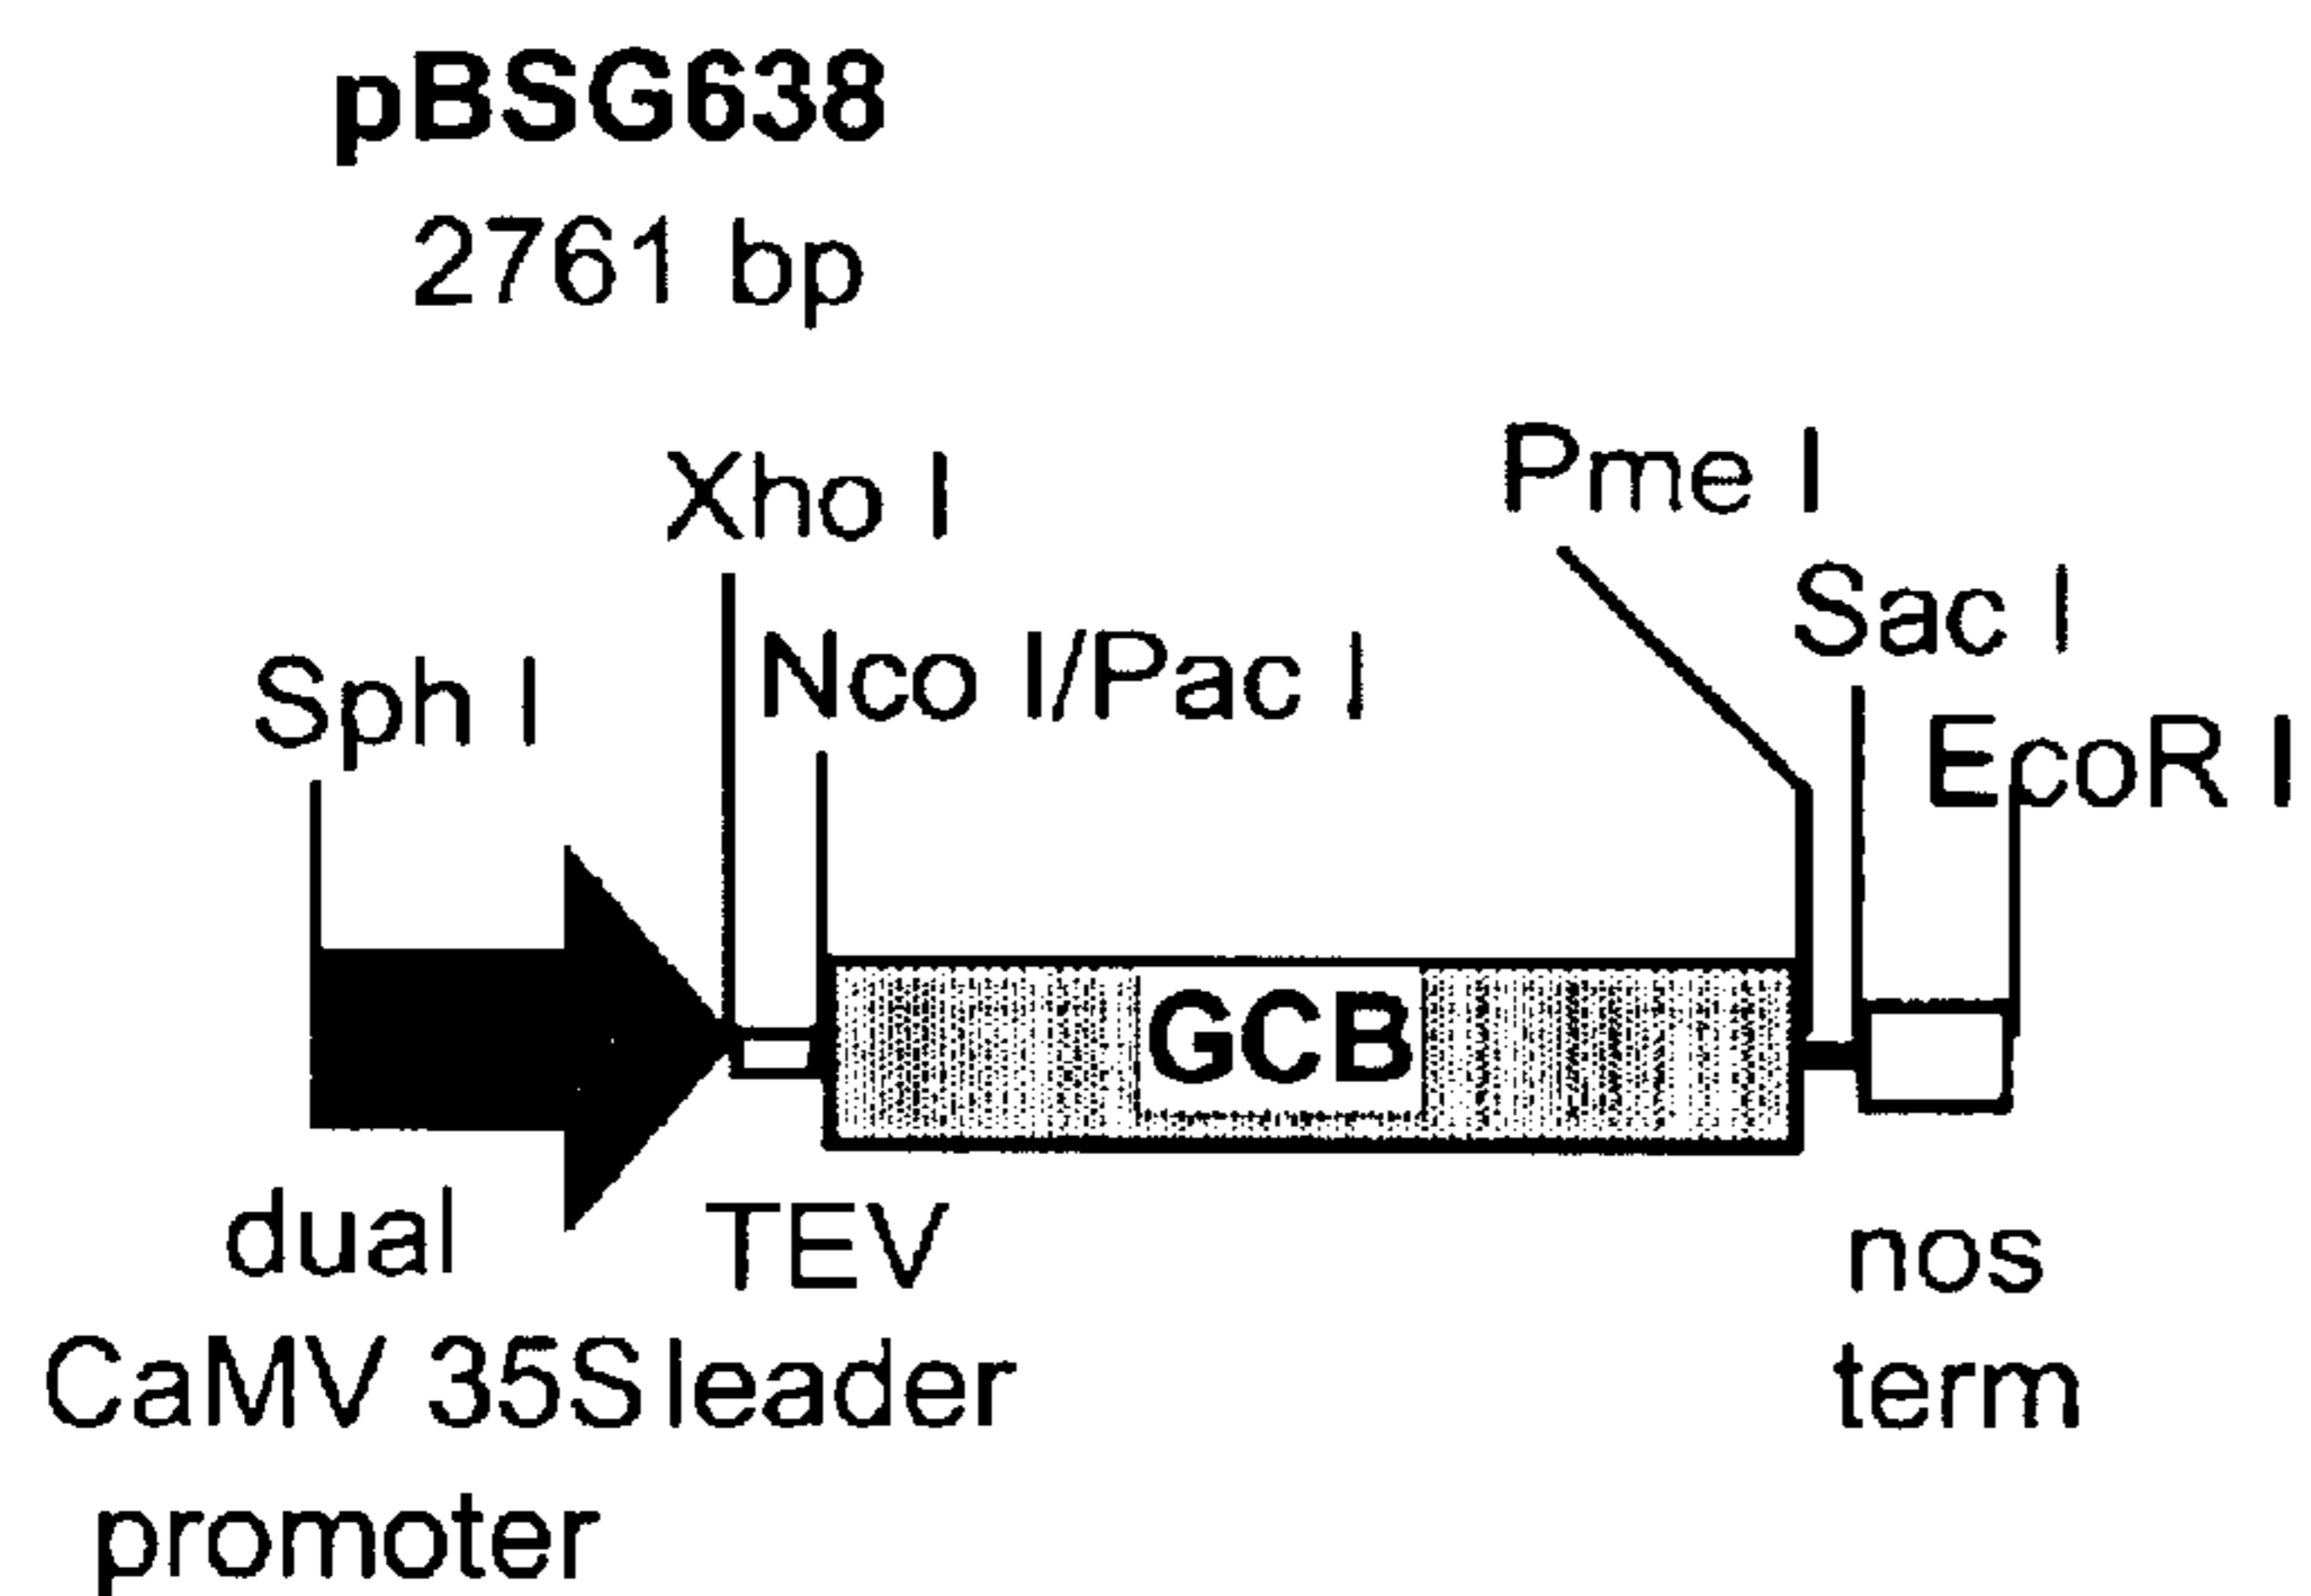 pBSG638
2761 bp
Xho I
Pme I
Sac I
Sph I
Nco I/Pac I
EcoR I
GCB
dual
CaMV 35S
promoter
TEV
leader
nos
term